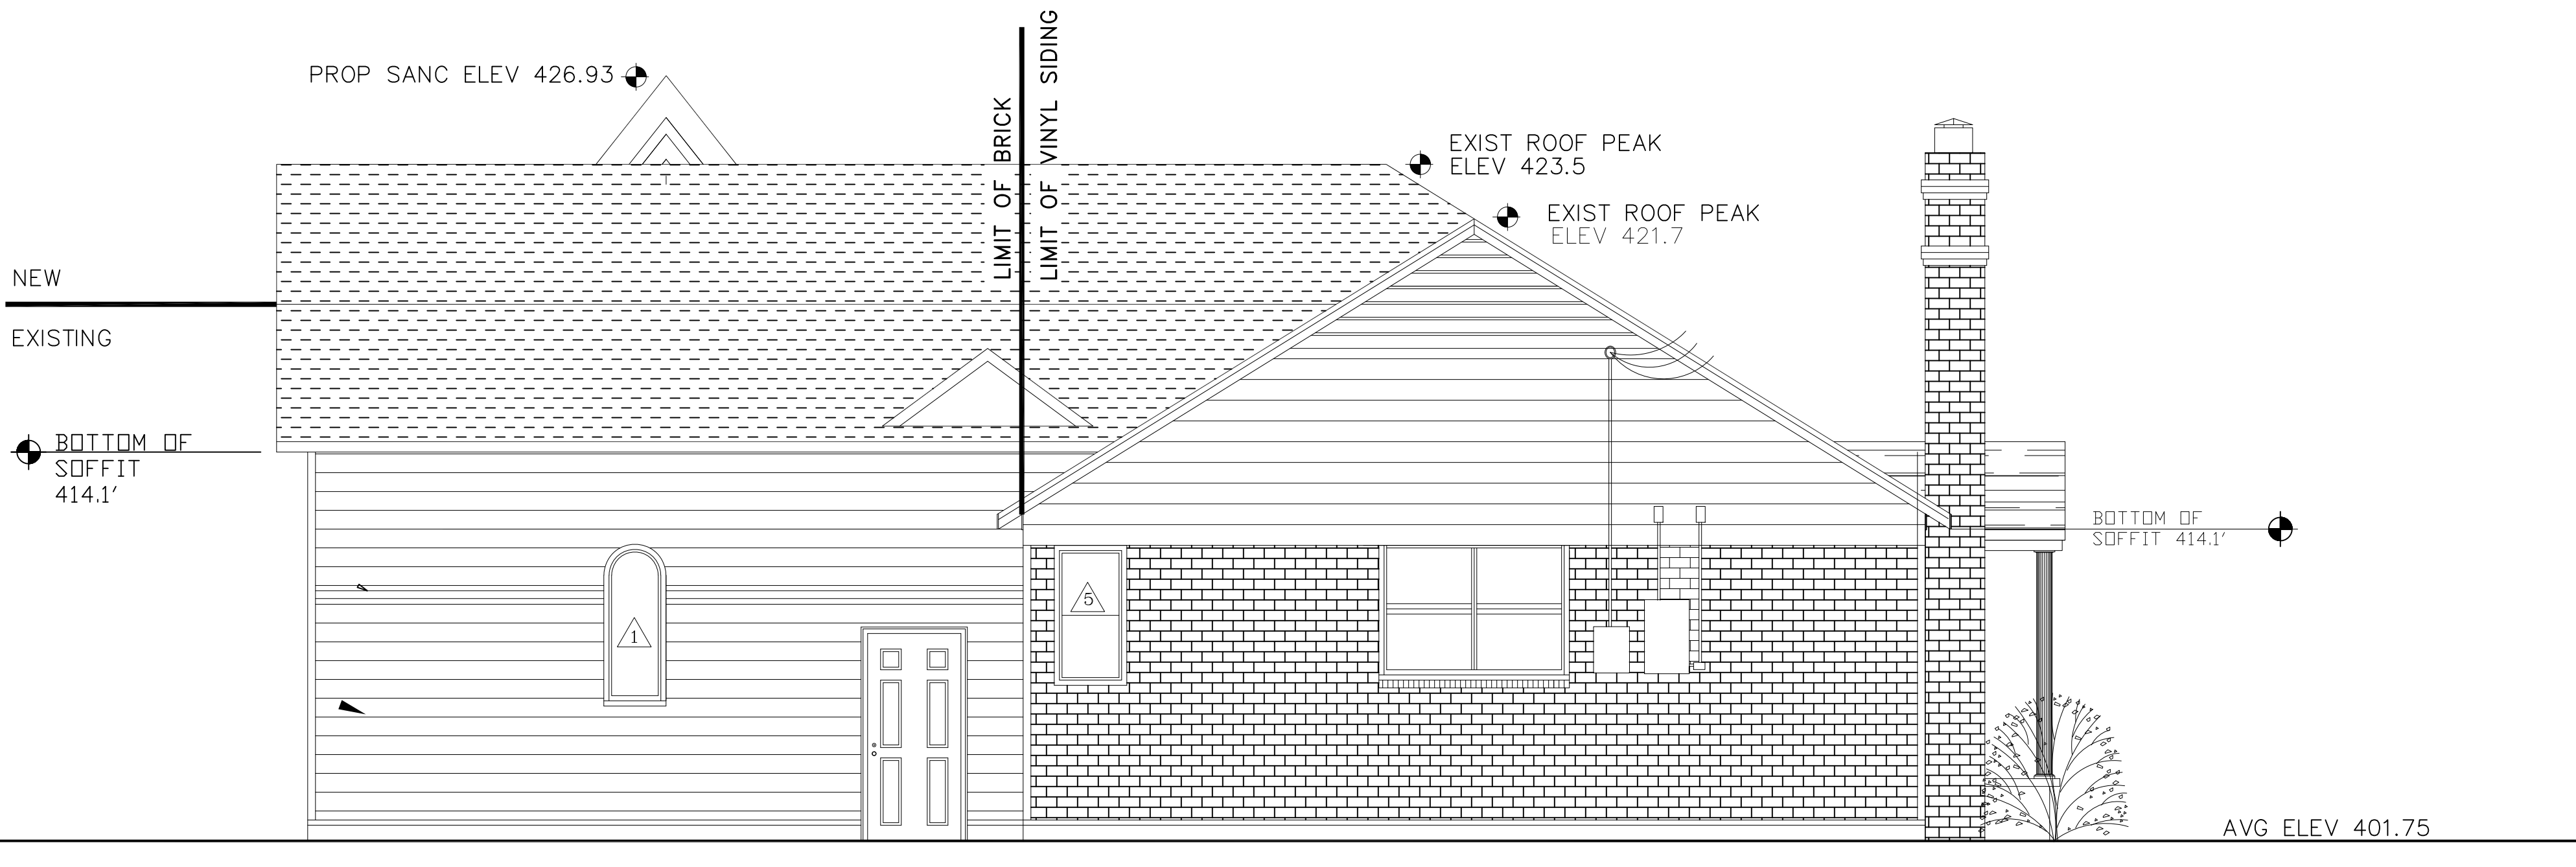 PROP SANC ELEV 426.93
LIMIT OF BRICK
LIMIT OF VINYL SIDING
EXIST ROOF PEAK
ELEV 423.5
EXIST ROOF PEAK
ELEV 421.7
NEW
EXISTING
BOTTOM OF
SOFFIT
414.1'
BOTTOM OF
SOFFIT 414.1'
5
1
AVG ELEV 401.75